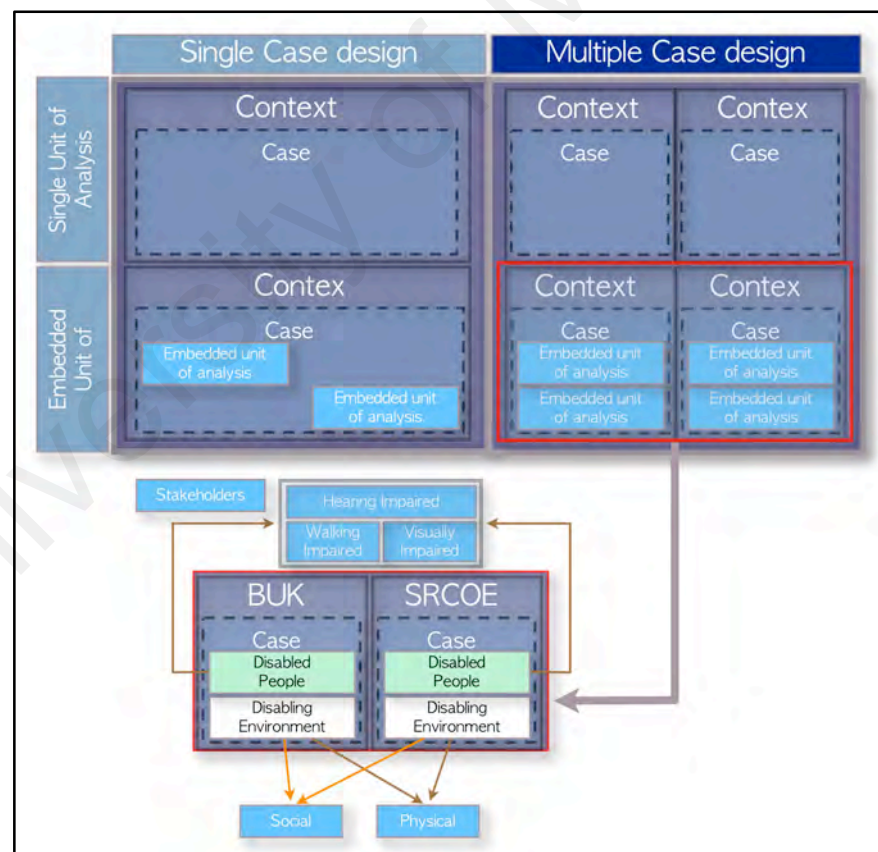 Single Case design
Multiple Case design
Single Unit of
Analysis
Context
Case
Context
Case
Contex
Case
Embedded
Unit of
Contex
Case
Embedded unit
of analysis
Embedded unit
of analysis
Context
Case
Embedded unit
of analysis
Embedded unit
of analysis
Contex
Case
Embedded unit
of analysis
Embedded unit
of analysis
Stakeholders
Hearing Impaired
Walking
Impaired
Visually
Impaired
BUK
Case
Disabled
People
Disabling
Environment
SRCOE
Case
Disabled
People
Disabling
Environment
Social
Physical